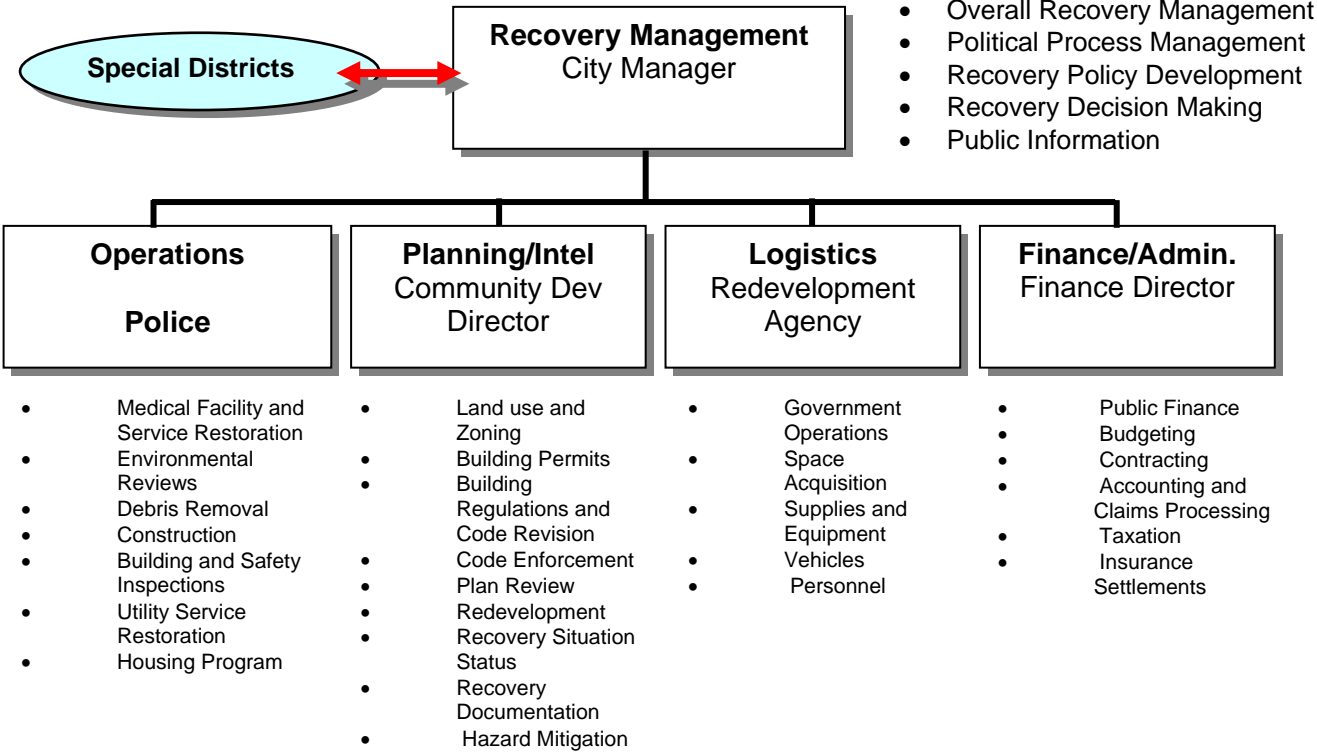 Special Districts
Recovery Management
City Manager
• Overall Recovery Management
• Political Process Management
• Recovery Policy Development
• Recovery Decision Making
• Public Information
Operations
Police
Planning/Intel
Community Dev
Director
Logistics
Redevelopment
Agency
Finance/Admin.
Finance Director
• Medical Facility and
Service Restoration
• Environmental
Reviews
• Debris Removal
• Construction
• Building and Safety
Inspections
• Utility Service
Restoration
• Housing Program
• Land use and
Zoning
• Building Permits
• Building
Regulations and
Code Revision
• Code Enforcement
• Plan Review
• Redevelopment
• Recovery Situation
Status
• Recovery
Documentation
• Hazard Mitigation
• Government
Operations
• Space
Acquisition
• Supplies and
Equipment
• Vehicles
• Personnel
• Public Finance
• Budgeting
• Contracting
• Accounting and
Claims Processing
• Taxation
• Insurance
Settlements